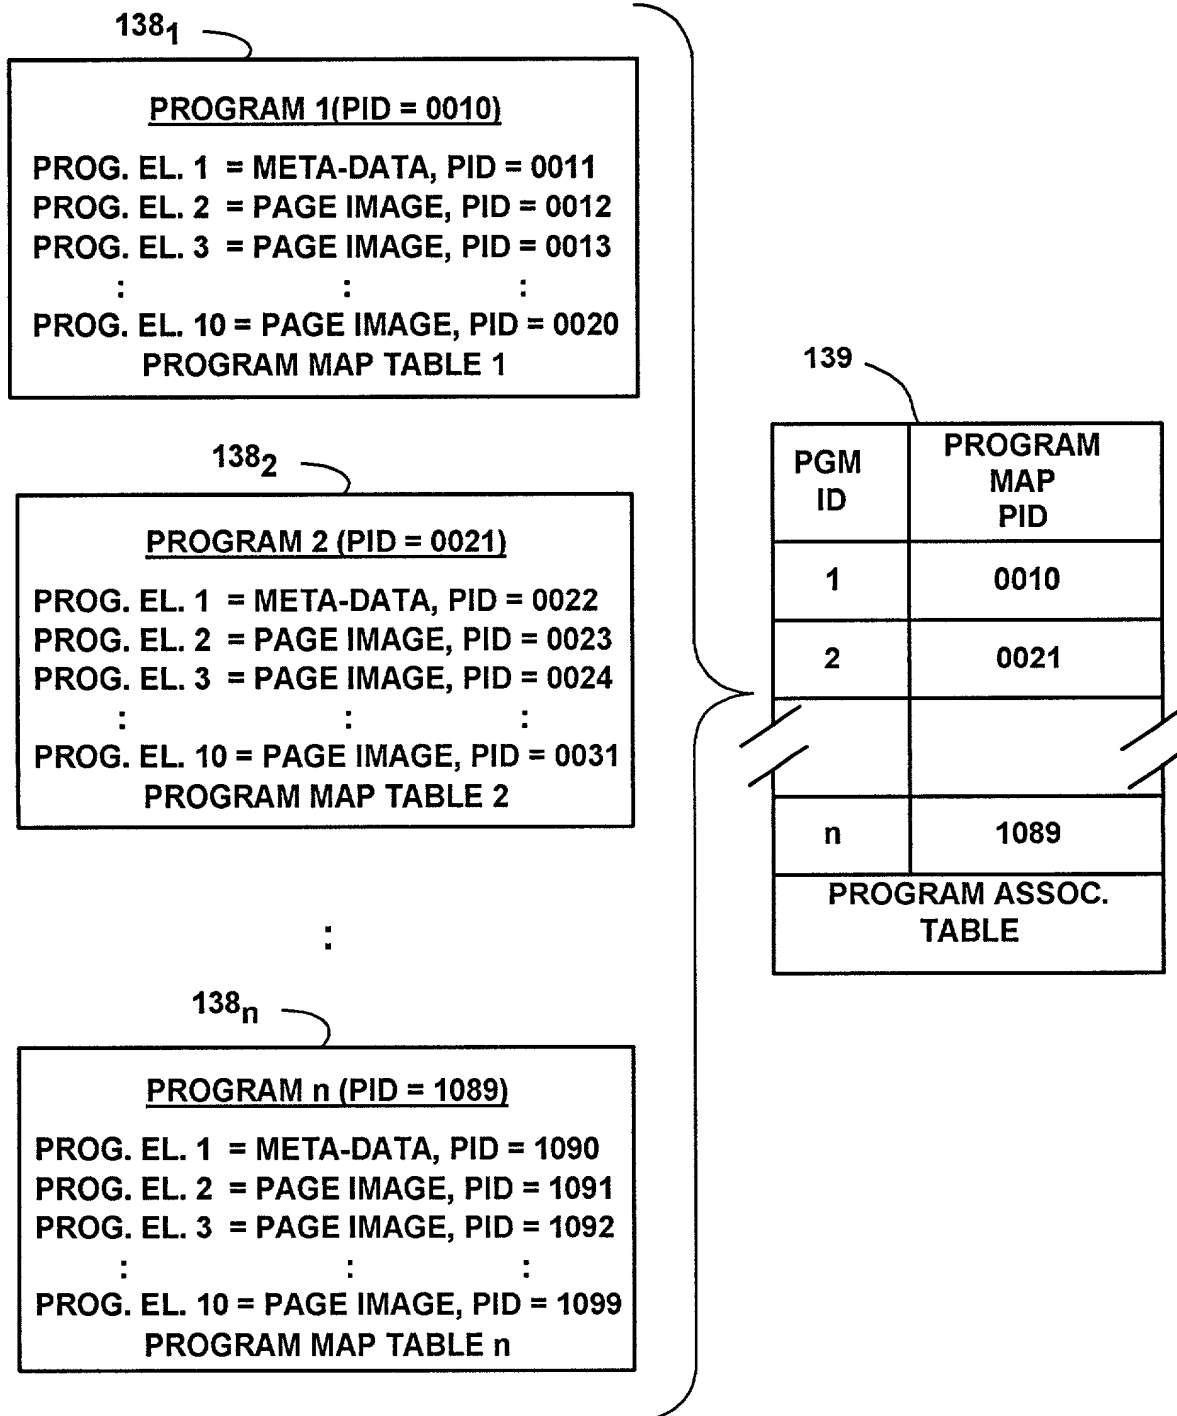 138₁
PROGRAM 1(PID = 0010)
PROG. EL. 1 = META-DATA, PID = 0011
PROG. EL. 2 = PAGE IMAGE, PID = 0012
PROG. EL. 3 = PAGE IMAGE, PID = 0013
: : :
PROG. EL. 10 = PAGE IMAGE, PID = 0020
PROGRAM MAP TABLE 1
138₂
PROGRAM 2 (PID = 0021)
PROG. EL. 1 = META-DATA, PID = 0022
PROG. EL. 2 = PAGE IMAGE, PID = 0023
PROG. EL. 3 = PAGE IMAGE, PID = 0024
: : :
PROG. EL. 10 = PAGE IMAGE, PID = 0031
PROGRAM MAP TABLE 2
:
138ₙ
PROGRAM n (PID = 1089)
PROG. EL. 1 = META-DATA, PID = 1090
PROG. EL. 2 = PAGE IMAGE, PID = 1091
PROG. EL. 3 = PAGE IMAGE, PID = 1092
: : :
PROG. EL. 10 = PAGE IMAGE, PID = 1099
PROGRAM MAP TABLE n
139
PGM
ID
PROGRAM
MAP
PID
1 0010
2 0021
n 1089
PROGRAM ASSOC.
TABLE